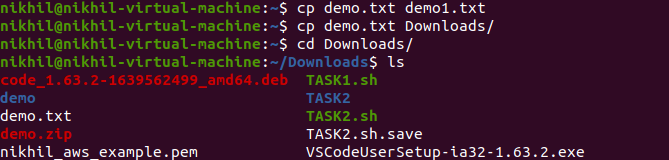 nikhil@nikhil-virtual-machine:~$ cp demo.txt demo1.txt
nikhil@nikhil-virtual-machine:~$ cp demo.txt Downloads/
nikhil@nikhil-virtual-machine:~$ cd Downloads/
nikhil@nikhil-virtual-machine:~/Downloads$ ls
code_1.63.2-1639562499_amd64.deb TASK1.sh
demo TASK2
demo.txt TASK2.sh
demo.zip TASK2.sh.save
nikhil_aws_example.pem VSCodeUserSetup-ia32-1.63.2.exe